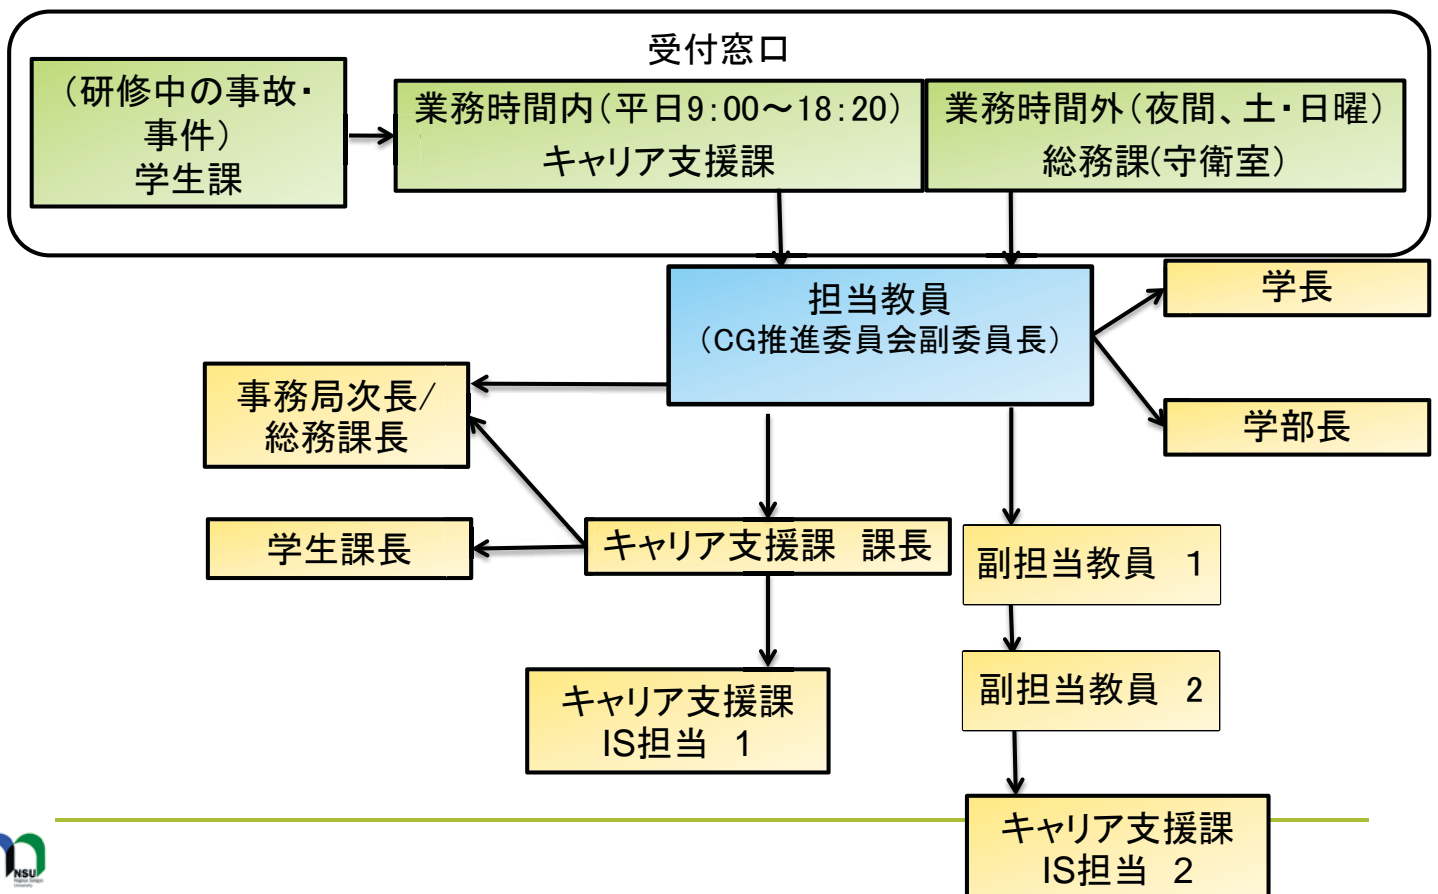 受付窓口
（研修中の事故・
事件）
学生課
業務時間内（平日9:00～18:20）
キャリア支援課
業務時間外（夜間、土・日曜）
総務課(守衛室）
担当教員
（CG推進委員会副委員長）
学長
学部長
事務局次長/
総務課長
学生課長
キャリア支援課　課長
副担当教員　1
キャリア支援課
IS担当　1
副担当教員　2
キャリア支援課
IS担当　2
NSU